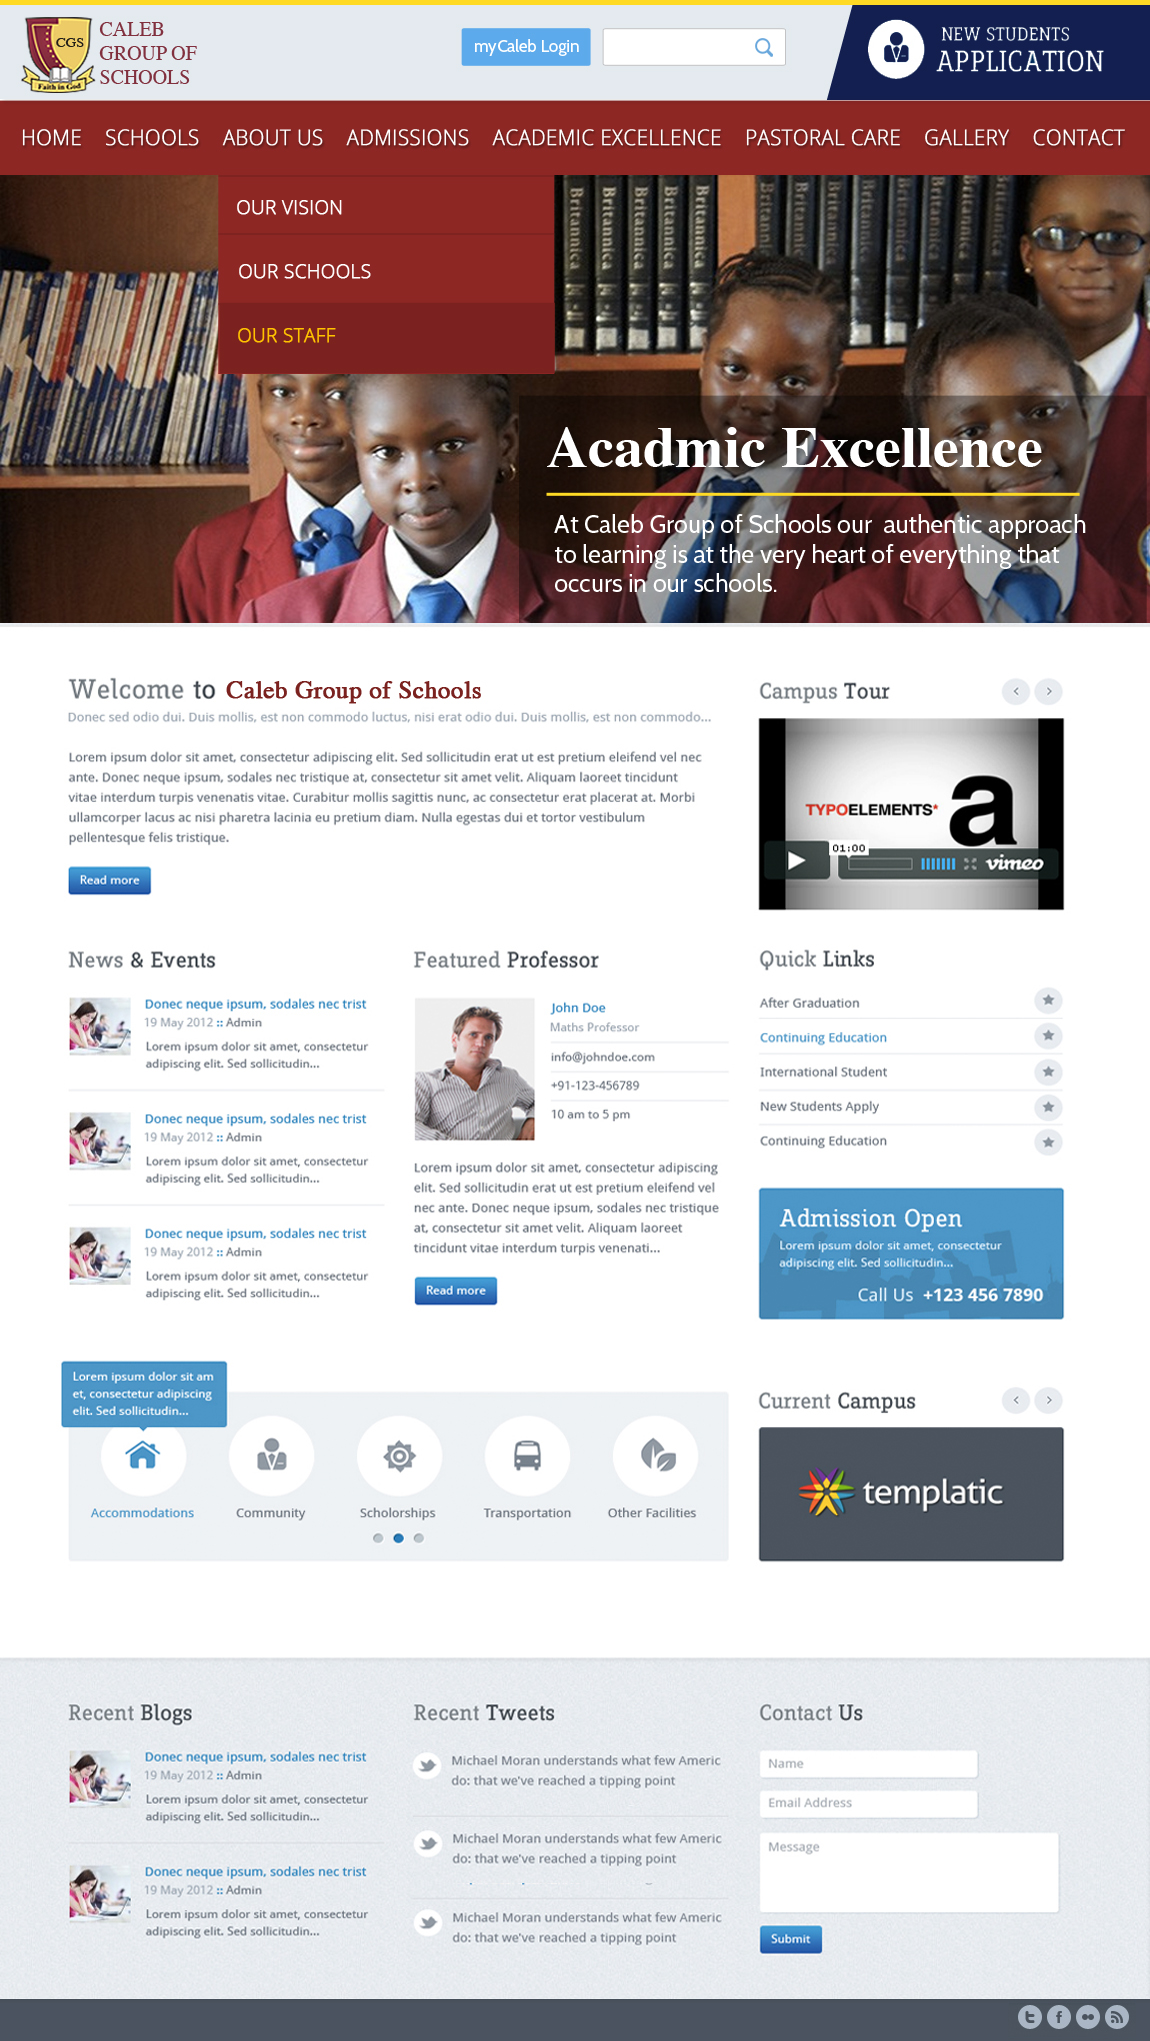 CGS
Faith in God
CALEB
GROUP OF
SCHOOLS
myCaleb Login
NEW STUDENTS
APPLICATION
HOME SCHOOLS ABOUT US ADMISSIONS ACADEMIC EXCELLENCE PASTORAL CARE GALLERY CONTACT
OUR VISION
OUR SCHOOLS
OUR STAFF
Britannica Britannica Britannica Britannica Britannica Britannica Britannica
Acadmic Excellence
At Caleb Group of Schools our authentic approach
to learning is at the very heart of everything that
occurs in our schools.
Welcome to Caleb Group of Schools
Donec sed odio dui. Duis mollis, est non commodo luctus, nisi erat odio dui. Duis mollis, est non commodo...
Lorem ipsum dolor sit amet, consectetur adipiscing elit. Sed sollicitudin erat ut est pretium eleifend vel nec
ante. Donec neque ipsum, sodales nec tristique at, consectetur sit amet velit. Aliquam laoreet tincidunt
vitae interdum turpis venenatis vitae. Curabitur mollis sagittis nunc, ac consectetur erat placerat at. Morbi
ullamcorper lacus ac nisi pharetra lacinia eu pretium diam. Nulla egestas dui et tortor vestibulum
pellentesque felis tristique.
Read more
Campus Tour
TYPOELEMENTS*
a
01:00
vimeo
News & Events
Donec neque ipsum, sodales nec trist
19 May 2012 :: Admin
Lorem ipsum dolor sit amet, consectetur
adipiscing elit. Sed sollicitudin...
Donec neque ipsum, sodales nec trist
19 May 2012 :: Admin
Lorem ipsum dolor sit amet, consectetur
adipiscing elit. Sed sollicitudin...
Donec neque ipsum, sodales nec trist
19 May 2012 :: Admin
Lorem ipsum dolor sit amet, consectetur
adipiscing elit. Sed sollicitudin...
Featured Professor
John Doe
Maths Professor
info@johndoe.com
+91-123-456789
10 am to 5 pm
Lorem ipsum dolor sit amet, consectetur adipiscing
elit. Sed sollicitudin erat ut est pretium eleifend vel
nec ante. Donec neque ipsum, sodales nec tristique
at, consectetur sit amet velit. Aliquam laoreet
tincidunt vitae interdum turpis venenati...
Read more
Quick Links
After Graduation
Continuing Education
International Student
New Students Apply
Continuing Education
Admission Open
Lorem ipsum dolor sit amet, consectetur
adipiscing elit. Sed sollicitudin...
Call Us +123 456 7890
Lorem ipsum dolor sit am
et, consectetur adipiscing
elit. Sed sollicitudin...
Accommodations
Community
Scholorships
Transportation
Other Facilities
Current Campus
templatic
Recent Blogs
Donec neque ipsum, sodales nec trist
19 May 2012 :: Admin
Lorem ipsum dolor sit amet, consectetur
adipiscing elit. Sed sollicitudin...
Donec neque ipsum, sodales nec trist
19 May 2012 :: Admin
Lorem ipsum dolor sit amet, consectetur
adipiscing elit. Sed sollicitudin...
Recent Tweets
Michael Moran understands what few Americ
do: that we've reached a tipping point
Michael Moran understands what few Americ
do: that we've reached a tipping point
Michael Moran understands what few Americ
do: that we've reached a tipping point
Contact Us
Name
Email Address
Message
Submit